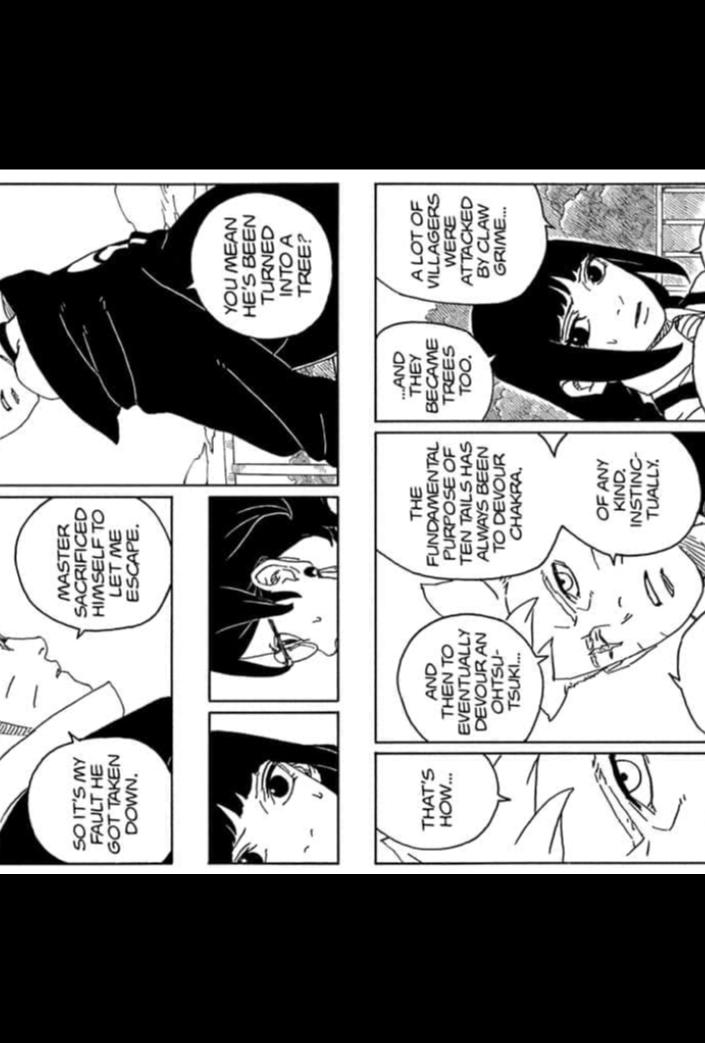 YOU MEAN
HE'S BEEN
TURNED
INTO A
TREE?
MASTER
SACRIFICED
HIMSELF TO
LET ME
ESCAPE.
SO IT'S MY
FAULT HE
GOT TAKEN
DOWN.
A LOT OF
VILLAGERS
WERE
ATTACKED
BY CLAW
GRIME...
...AND
THEY
BECAME
TREES
TOO.
THE
FUNDAMENTAL
PURPOSE OF
TEN TAILS HAS
ALWAYS BEEN
TO DEVOUR
CHAKRA.
OF ANY
KIND.
INSTINC-
TUALLY.
AND
THEN TO
EVENTUALLY
DEVOUR AN
OHTSU-
TSUKI...
THAT'S
HOW...